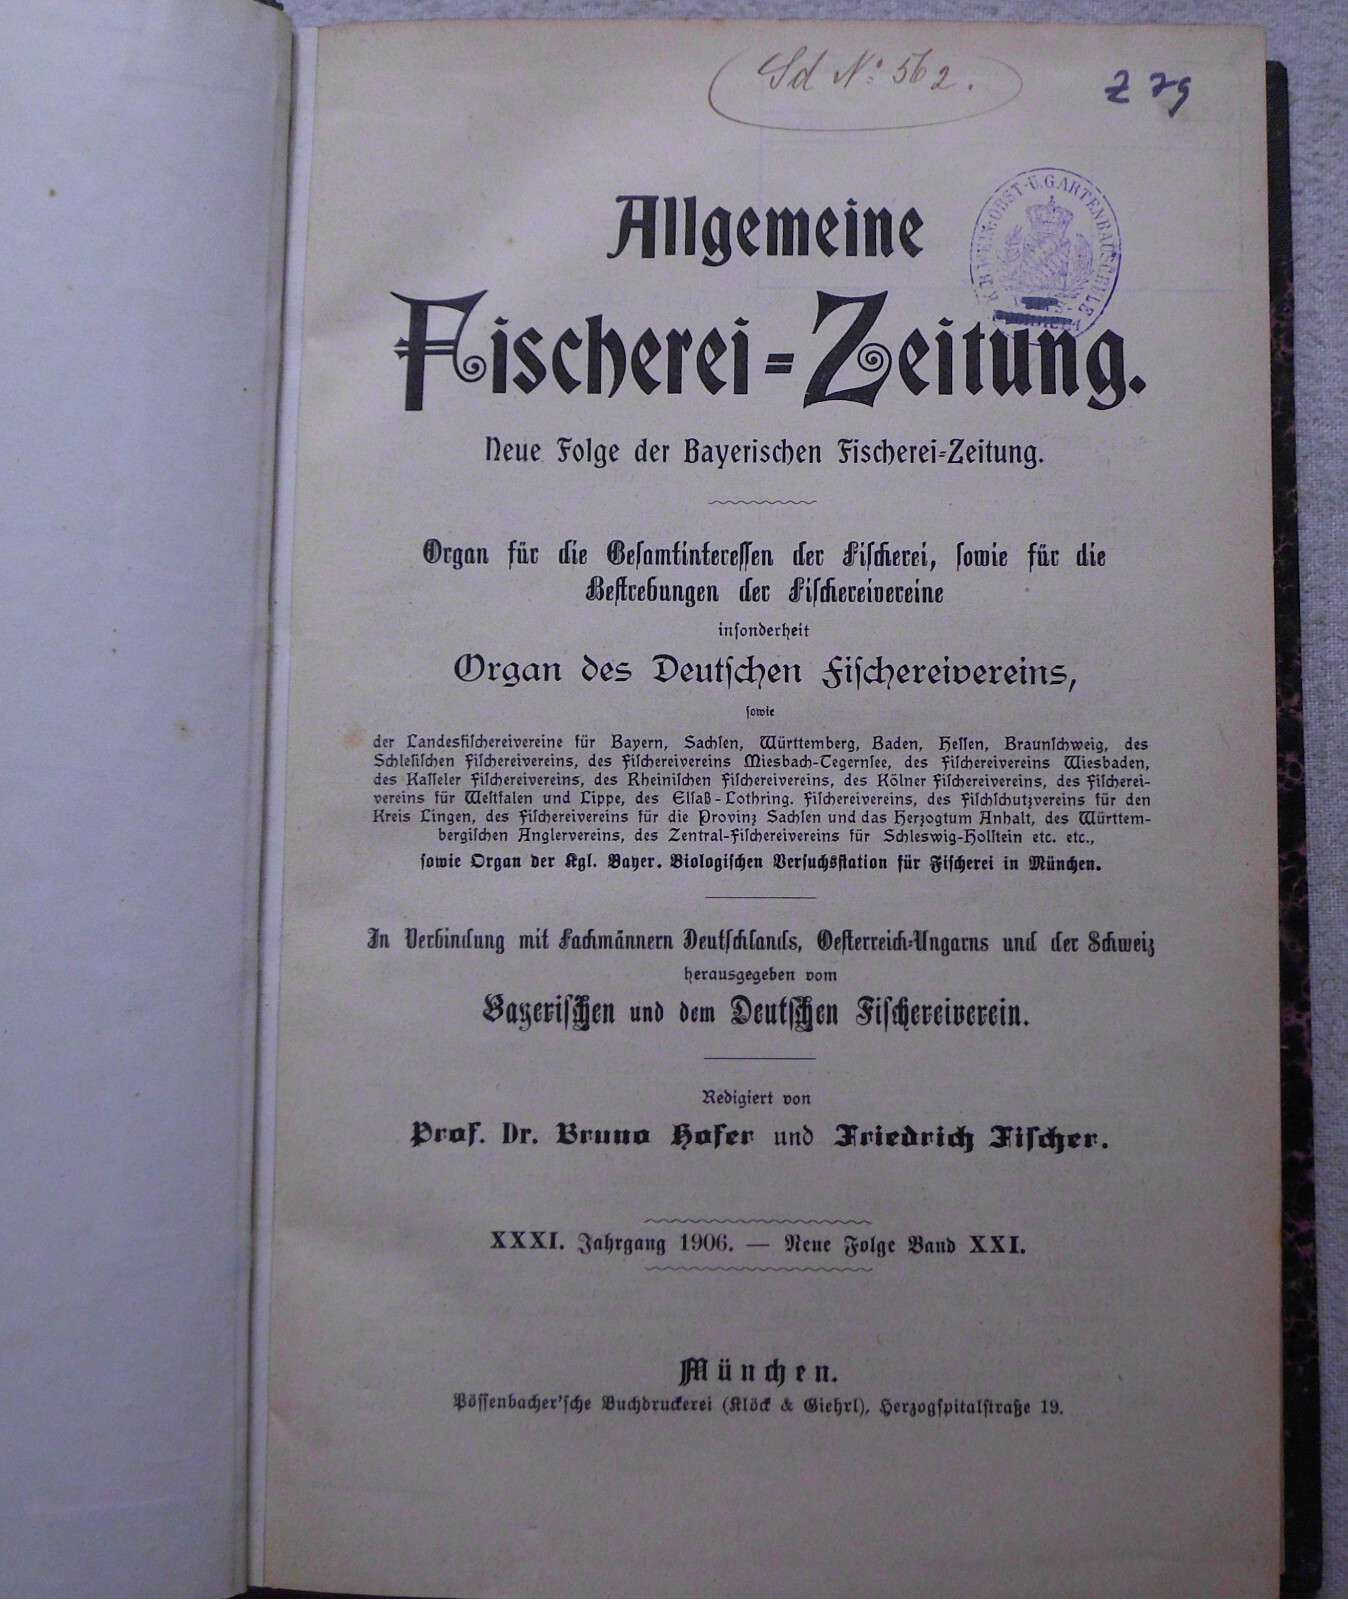 Sd No. 562.
Z 79
K.B. WEIN-, OBST- U. GARTENBAUSCHULE
Allgemeine
Fischerei=Zeitung.
Neue Folge der Bayerischen Fischerei=Zeitung.
Organ für die Geſamtintereſſen der Fiſcherei, ſowie für die
Beſtrebungen der Fiſchereivereine
inſonderheit
Organ des Deutſchen Fiſchereivereins,
ſowie
der Landesfiſchereivereine für Bayern, Sachſen, Württemberg, Baden, Heſſen, Braunſchweig, des
Schleſiſchen Fiſchereivereins, des Fiſchereivereins Miesbach-Tegernſee, des Fiſchereivereins Wiesbaden,
des Kaſſeler Fiſchereivereins, des Rheiniſchen Fiſchereivereins, des Kölner Fiſchereivereins, des Fiſcherei-
vereins für Weſtfalen und Lippe, des Elſaß-Lothring. Fiſchereivereins, des Fiſchſchutzvereins für den
Kreis Lingen, des Fiſchereivereins für die Provinz Sachſen und das Herzogtum Anhalt, des Württem-
bergiſchen Anglervereins, des Zentral-Fiſchereivereins für Schleswig-Holſtein etc. etc.,
ſowie Organ der Kgl. Bayer. Biologiſchen Verſuchsſtation für Fiſcherei in München.
In Verbindung mit Fachmännern Deutſchlands, Oeſterreich=Ungarns und der Schweiz
herausgegeben vom
Bayeriſchen und dem Deutſchen Fiſchereiverein.
Redigiert von
Prof. Dr. Bruno Hofer und Friedrich Fiſcher.
XXXI. Jahrgang 1906. — Neue Folge Band XXI.
München.
Pöſſenbacher'ſche Buchdruckerei (Klöck & Giehrl), Herzogſpitalſtraße 19.